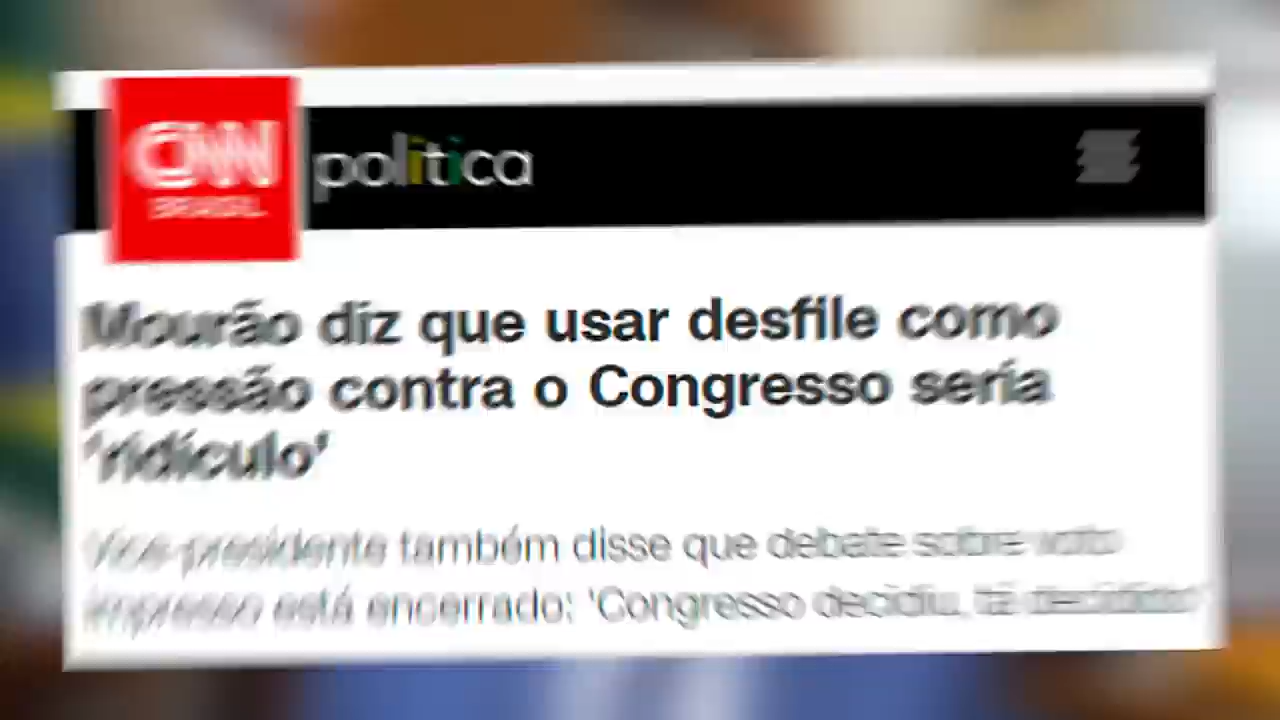 CNN
BRASIL
política
Mourão diz que usar desfile como
pressão contra o Congresso seria
'ridículo'
Vice-presidente também disse que debate sobre voto
impresso está encerrado: 'Congresso decidiu, tá decidido'